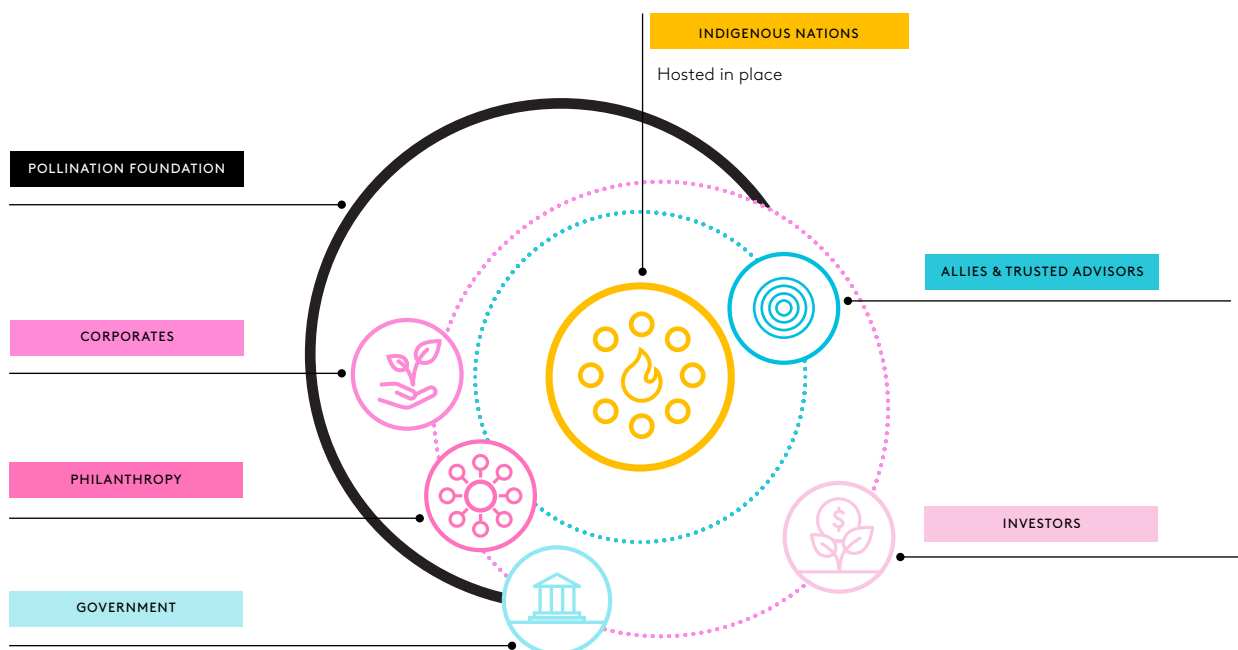 INDIGENOUS NATIONS
Hosted in place
POLLINATION FOUNDATION
ALLIES & TRUSTED ADVISORS
CORPORATES
PHILANTHROPY
INVESTORS
GOVERNMENT
$